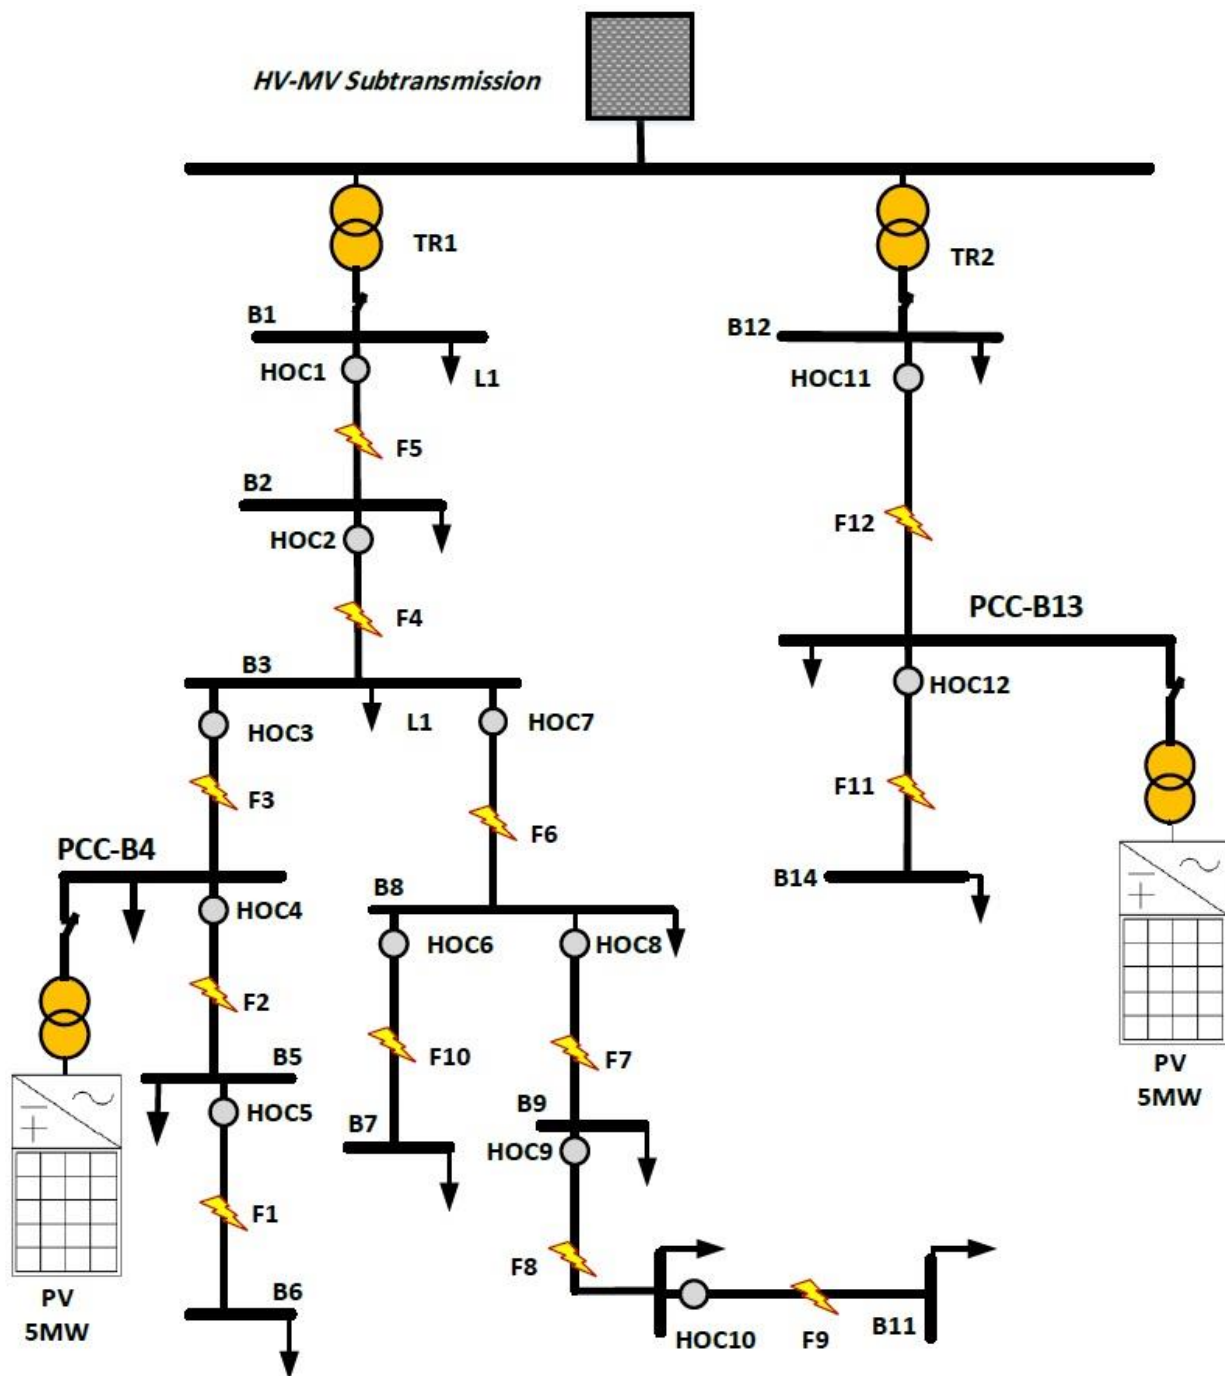 HV-MV Subtransmission
TR1
TR2
B1
B12
HOC1
L1
HOC11
F5
B2
HOC2
F12
F4
PCC-B13
B3
HOC12
HOC3
L1
HOC7
F3
F11
F6
PCC-B4
B14
B8
HOC4
HOC6
HOC8
F2
F10
F7
B5
PV
5MW
B9
HOC5
B7
HOC9
F1
F8
B6
PV
5MW
HOC10
F9
B11